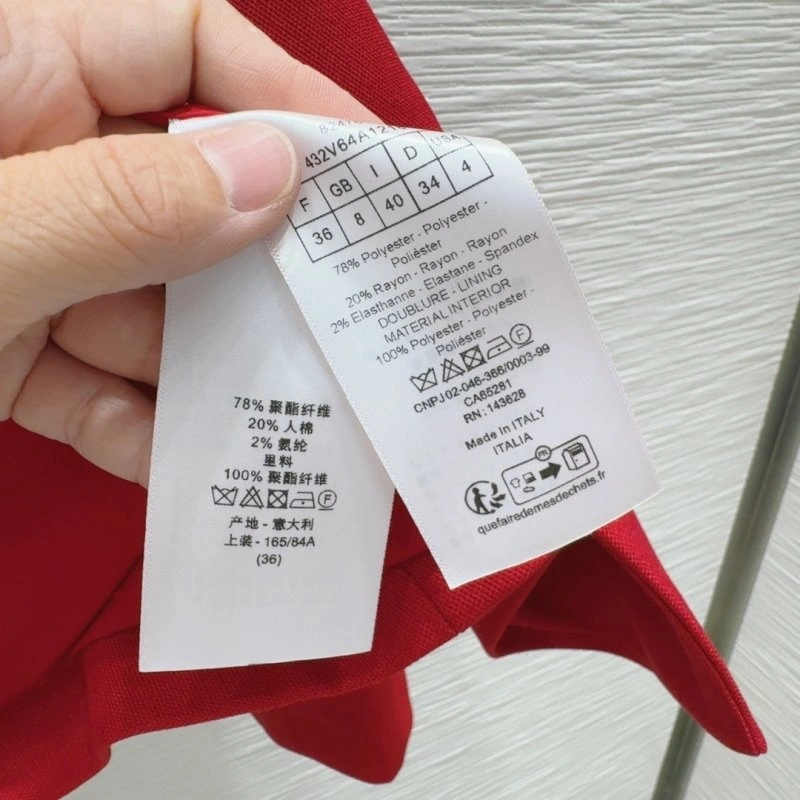 432V64A121
F GB I D USA
36 8 40 34 4
78% Polyester - Polyester -
Poliéster
20% Rayon - Rayon - Rayon
2% Elasthanne - Elastane - Spandex
DOUBLURE - LINING
MATERIAL INTERIOR
100% Polyester - Polyester -
Poliéster
F
CNPJ 02-046-366/0003-99
CA65281
RN: 143628
Made in ITALY
ITALIA
FR
quefairedemesdechets.fr
78% 聚酯纤维
20% 人棉
2% 氨纶
里料
100% 聚酯纤维
F
产地 - 意大利
上装 - 165/84A
(36)